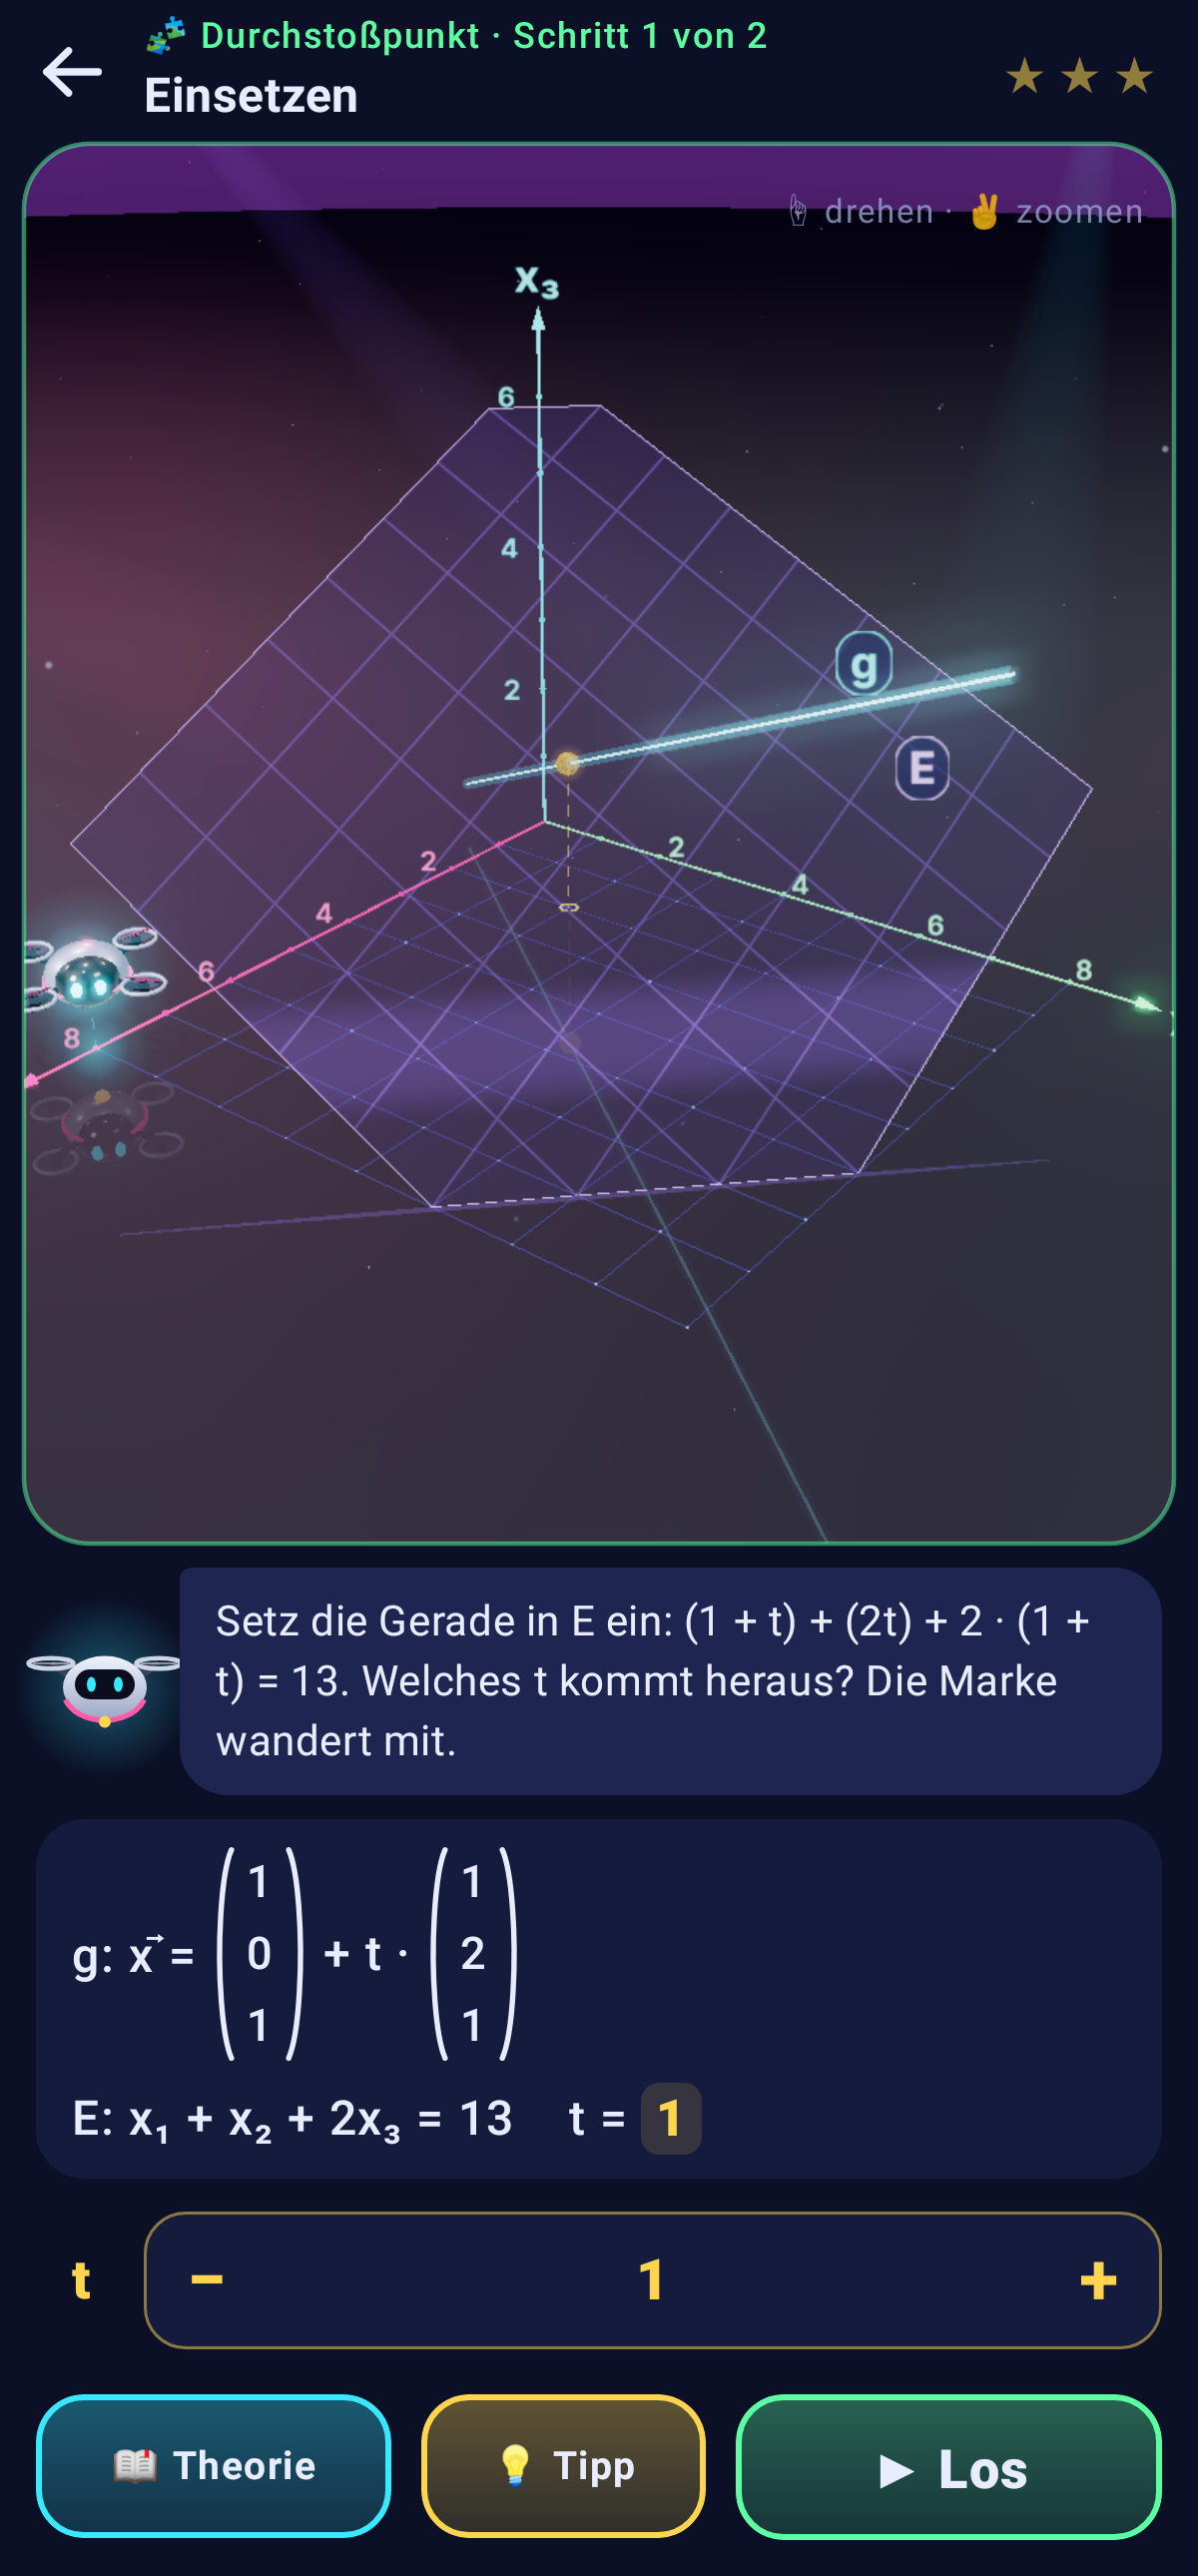 🧩 Durchstoßpunkt · Schritt 1 von 2
Einsetzen
★ ★ ★
☝ drehen · ✌ zoomen
x₃
6
4
2
g
E
2
4
6
8
2
4
6
8
Setz die Gerade in E ein: (1 + t) + (2t) + 2 · (1 +
t) = 13. Welches t kommt heraus? Die Marke
wandert mit.
1 1
g: x⃗ = 0 + t · 2
1 1
E: x₁ + x₂ + 2x₃ = 13 t = 1
t − 1 +
📖 Theorie 💡 Tipp ► Los